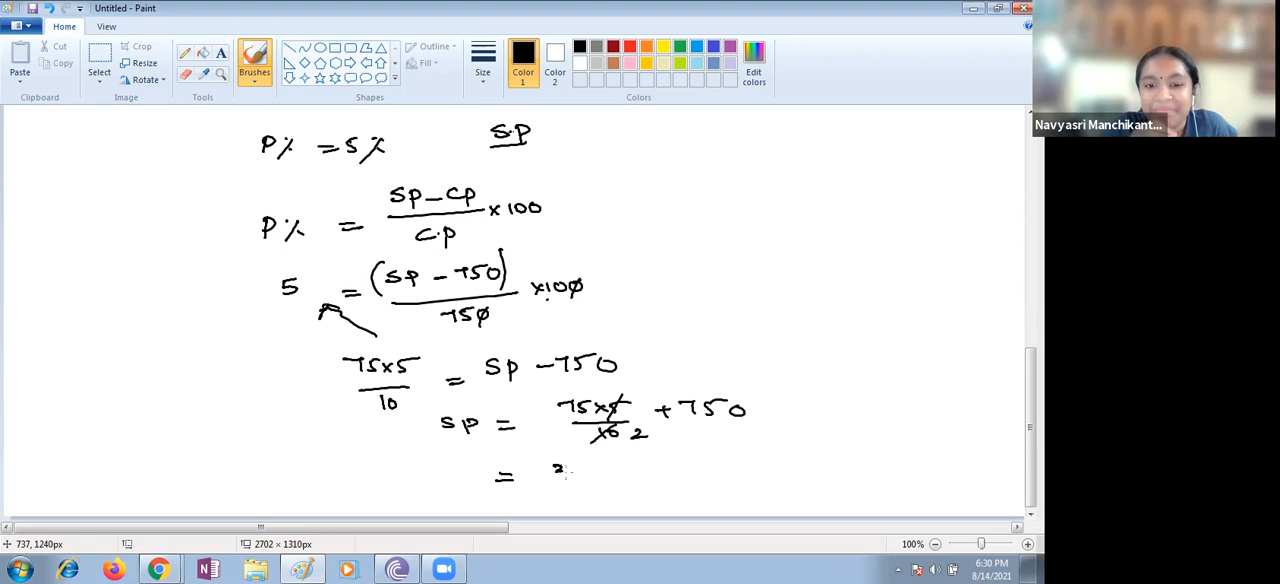 Untitled - Paint
Home View
Paste
Cut
Copy
Clipboard
Select
Crop
Resize
Rotate
Image
A
Tools
Brushes
Shapes
Outline
Fill
Size
Color 1
Color 2
Colors
Edit colors
Navyasri Manchikant...
P% = 5%
S.P
P% = SP - CP / C.P × 100
5 = (SP - 750) / 750 × 100
75×5 / 10 = SP - 750
SP = 75×5 / 10 2 + 750
=
737, 1240px
2702 × 1310px
100%
6:30 PM
8/14/2021